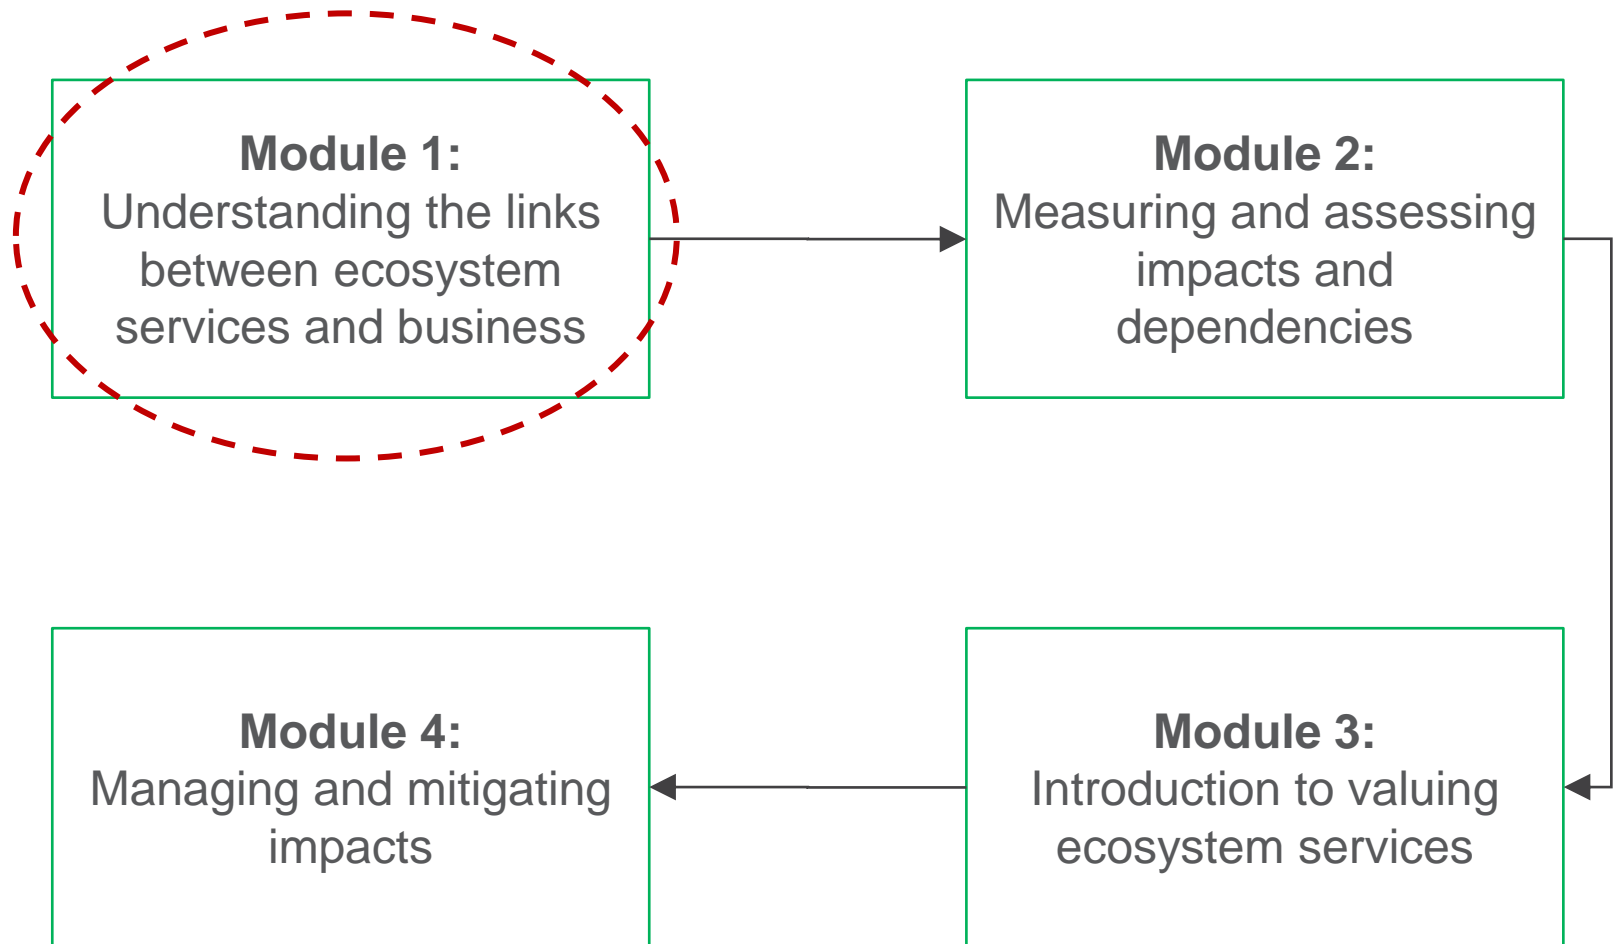 Module 1:
Understanding the links
between ecosystem
services and business
Module 2:
Measuring and assessing
impacts and
dependencies
Module 3:
Introduction to valuing
ecosystem services
Module 4:
Managing and mitigating
impacts